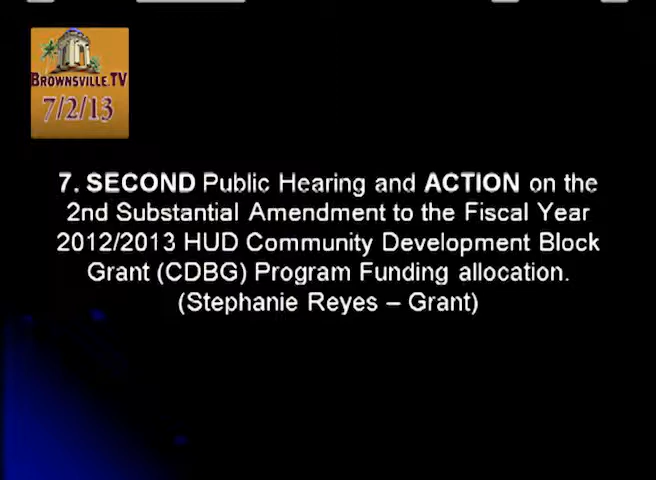 BROWNSVILLE.TV
7/2/13
7. SECOND Public Hearing and ACTION on the
2nd Substantial Amendment to the Fiscal Year
2012/2013 HUD Community Development Block
Grant (CDBG) Program Funding allocation.
(Stephanie Reyes – Grant)